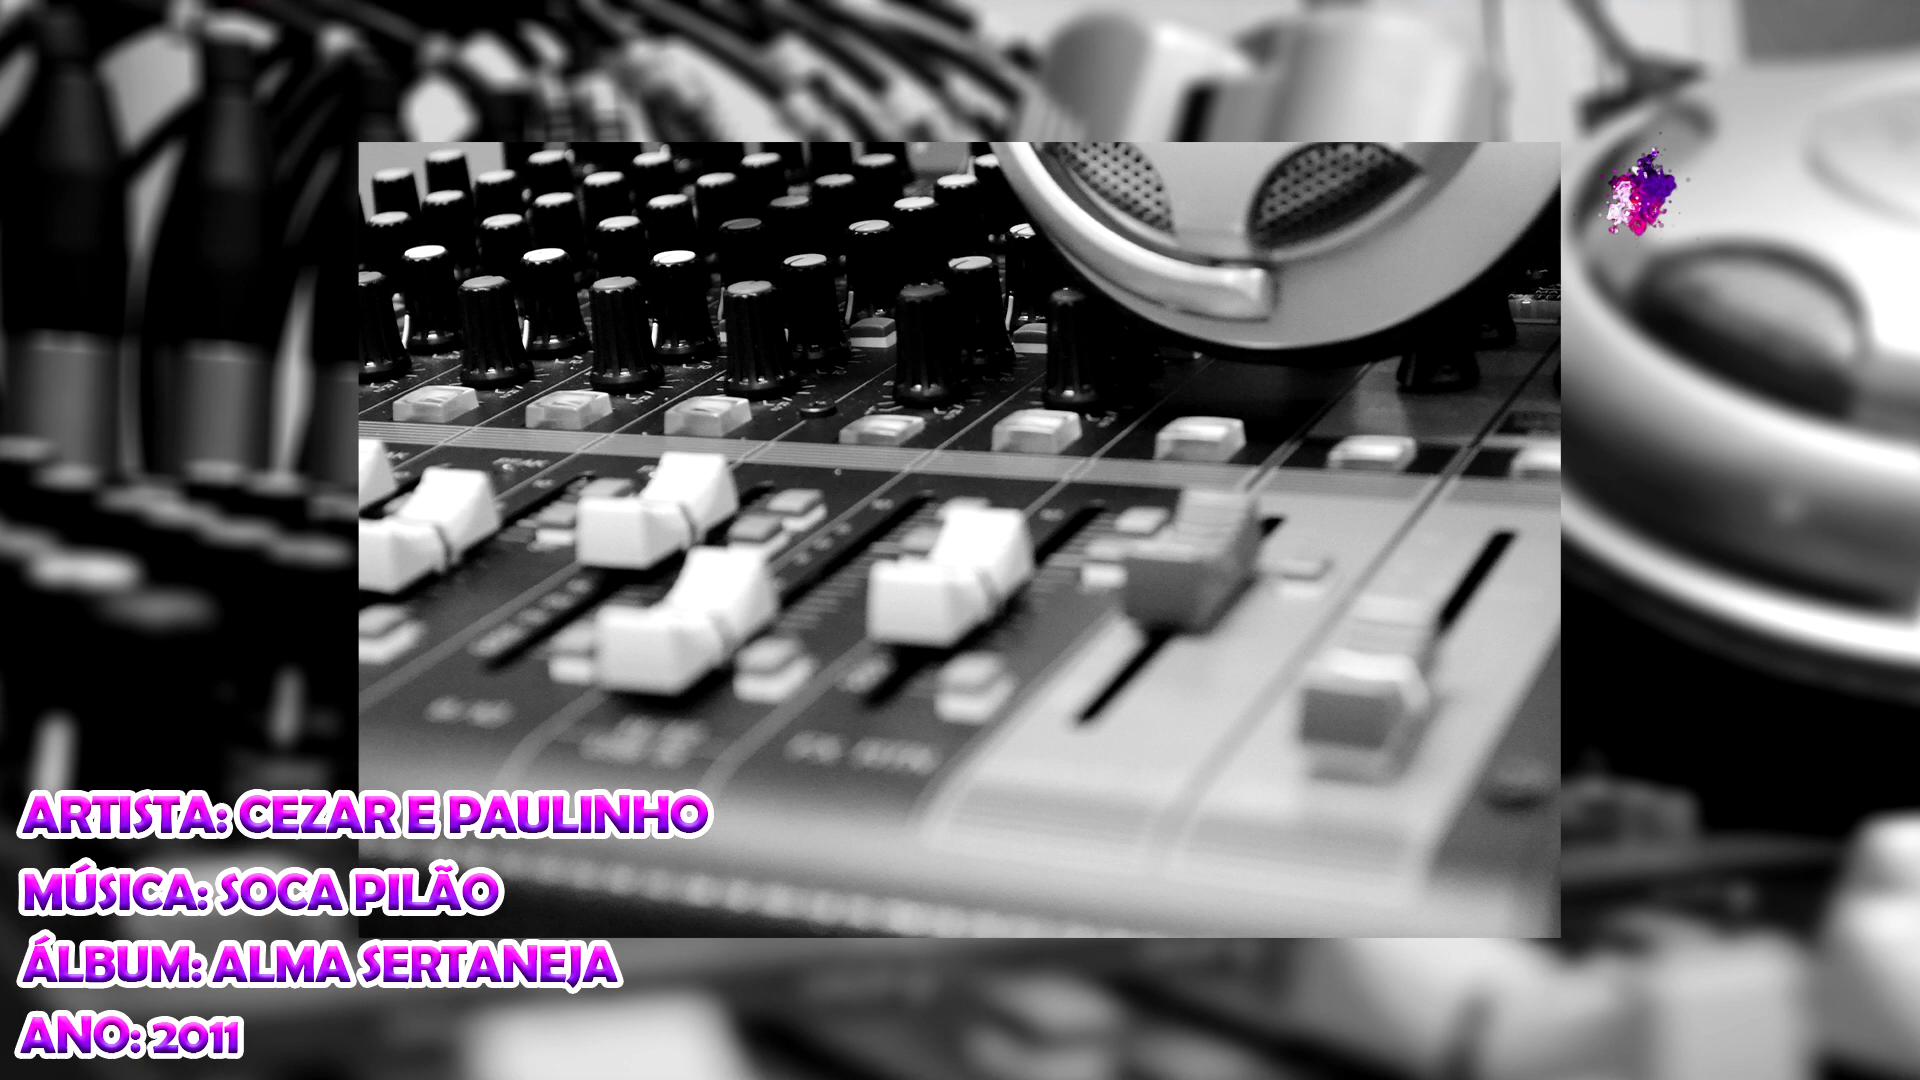 ARTISTA: CEZAR E PAULINHO
MÚSICA: SOCA PILÃO
ÁLBUM: ALMA SERTANEJA
ANO: 2011